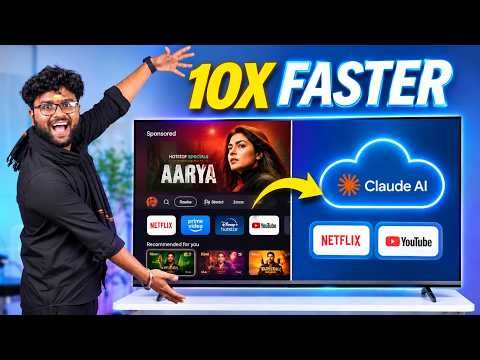 10X FASTER
Sponsored
hotstar specials
AARYA
NETFLIX
prime video
Disney+ hotstar
YouTube
Recommended for you
Claude AI
NETFLIX
YouTube